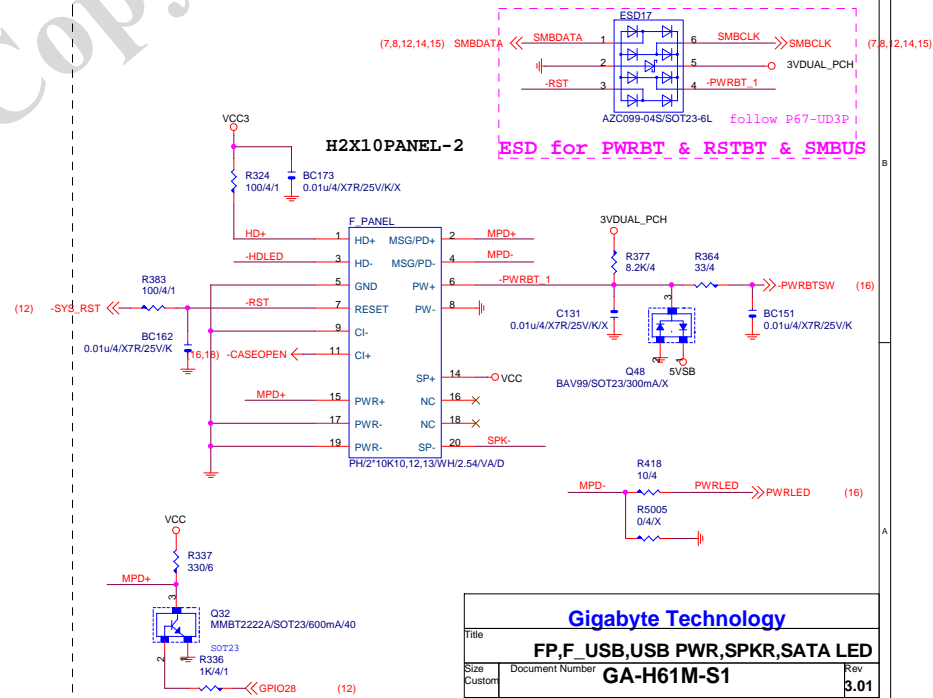 Copy
ESD17
(7,8,12,14,15) SMBDATA SMBDATA 1 6 SMBCLK SMBCLK (7,8,12,14,15)
2 5 3VDUAL_PCH
-RST 3 4 -PWRBT_1
AZC099-04S/SOT23-6L follow P67-UD3P
ESD for PWRBT & RSTBT & SMBUS
B
VCC3
H2X10PANEL-2
R324
100/4/1
BC173
0.01u/4/X7R/25V/K/X
F_PANEL
HD+ 1 HD+ MSG/PD+ 2 MPD+
-HDLED 3 HD- MSG/PD- 4 MPD-
5 GND PW+ 6 -PWRBT_1
-RST 7 RESET PW- 8
9 CI-
(16,18) -CASEOPEN 11 CI+
SP+ 14 VCC
MPD+ 15 PWR+ NC 16
17 PWR- NC 18
19 PWR- SP- 20 SPK-
PH/2*10K10,12,13/WH/2.54/VA/D
R383
100/4/1
(12) -SYS_RST
BC162
0.01u/4/X7R/25V/K
3VDUAL_PCH
R377
8.2K/4
R364
33/4
-PWRBTSW (16)
C131
0.01u/4/X7R/25V/K/X
3
BC151
0.01u/4/X7R/25V/K
2 1
5VSB
Q48
BAV99/SOT23/300mA/X
R418
10/4
MPD- PWRLED PWRLED (16)
R5005
0/4/X
A
VCC
R337
330/6
MPD+
3
Q32
MMBT2222A/SOT23/600mA/40
SOT23
2 1
R336
1K/4/1
GPIO28 (12)
Gigabyte Technology
Title
FP,F_USB,USB PWR,SPKR,SATA LED
Size
Custom
Document Number
GA-H61M-S1
Rev
3.01